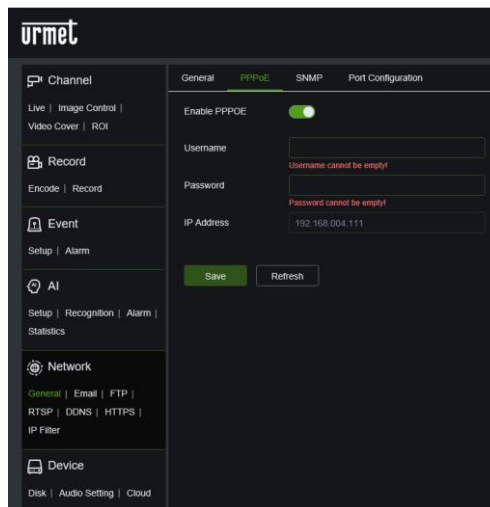 urmet
Channel
Live | Image Control |
Video Cover | ROI
Record
Encode | Record
Event
Setup | Alarm
AI
Setup | Recognition | Alarm |
Statistics
Network
General | Email | FTP |
RTSP | DDNS | HTTPS |
IP Filter
Device
Disk | Audio Setting | Cloud
General PPPoE SNMP Port Configuration
Enable PPPOE
Username
Username cannot be empty!
Password
Password cannot be empty!
IP Address 192.168.004.111
Save Refresh